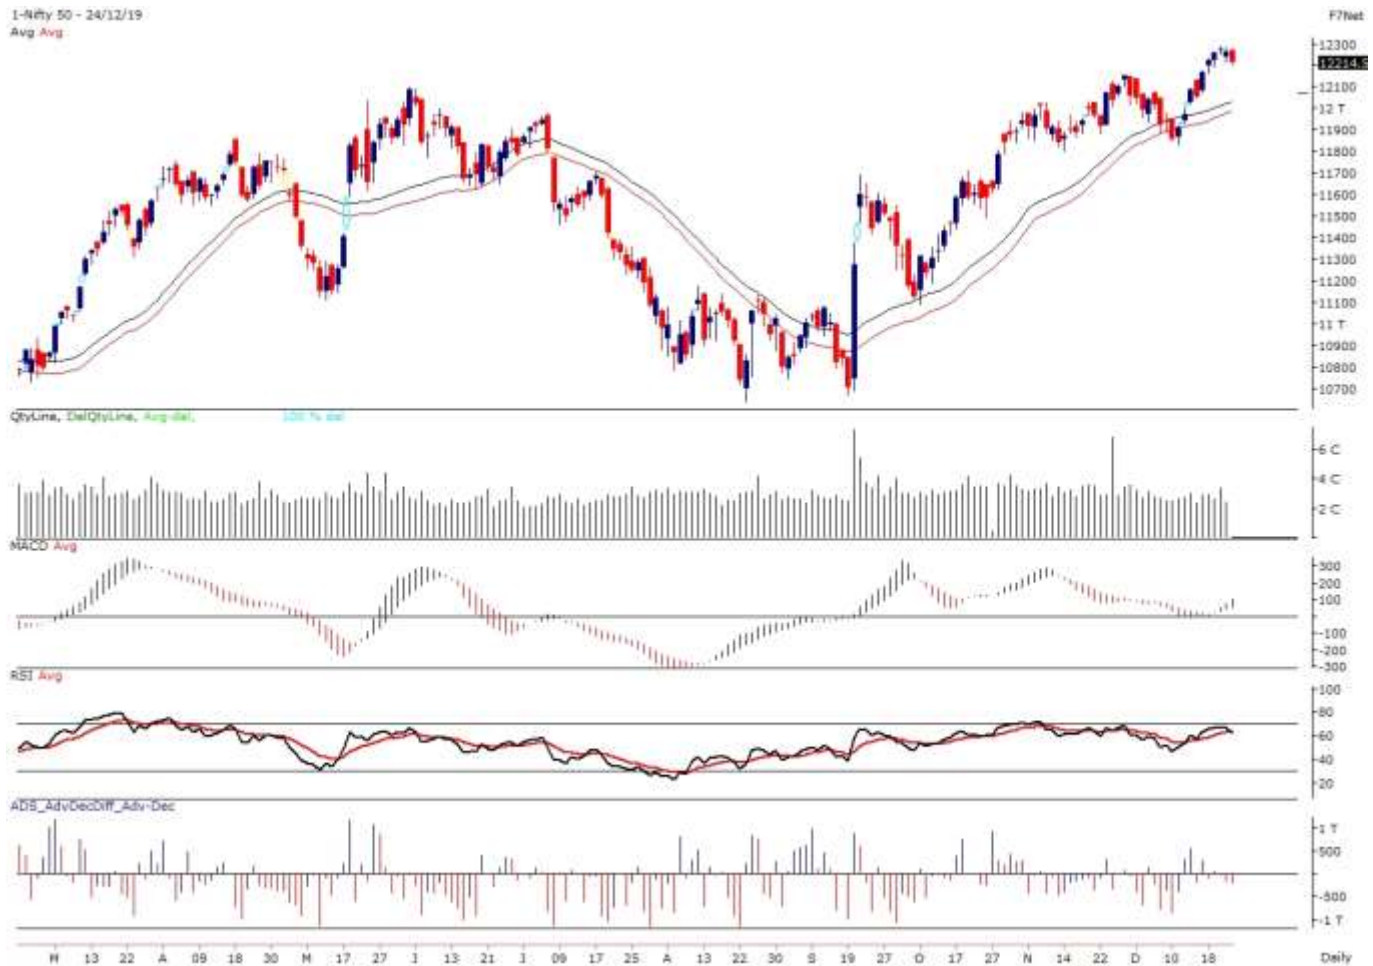 1-Nifty 50 - 24/12/19 F7Net
Avg Avg
12300
12214.5
12100
12 T
11900
11800
11700
11600
11500
11400
11300
11200
11100
11 T
10900
10800
10700
QtyLine, DelQtyLine, Avg-del, 100 % del
6 C
4 C
2 C
MACD Avg
300
200
100
-100
-200
-300
RSI Avg
100
80
60
40
20
ADS_AdvDecDiff_Adv-Dec
1 T
500
-500
-1 T
M 13 22 A 09 18 30 M 17 27 J 13 21 J 09 17 25 A 13 22 30 S 19 27 O 17 27 N 14 22 D 10 18 Daily